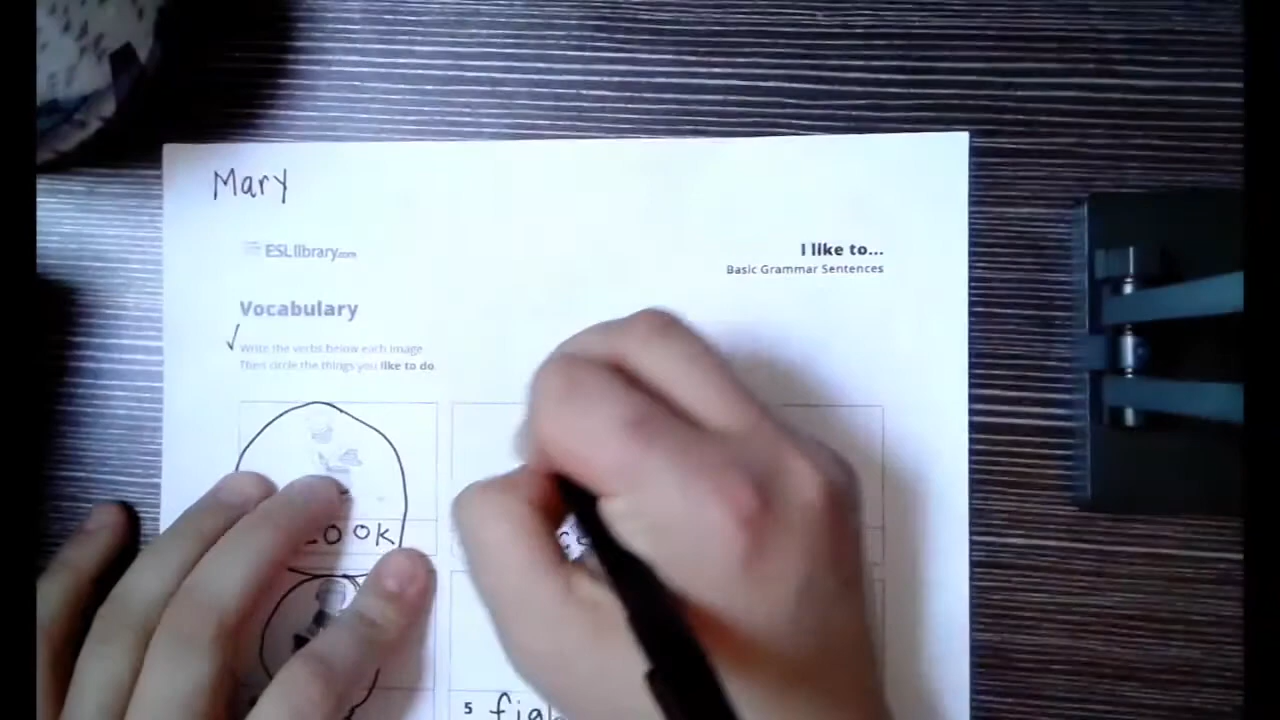 Mary
ESLlibrary.com
I like to...
Basic Grammar Sentences
Vocabulary
Write the verbs below each image.
Then circle the things you like to do.
5